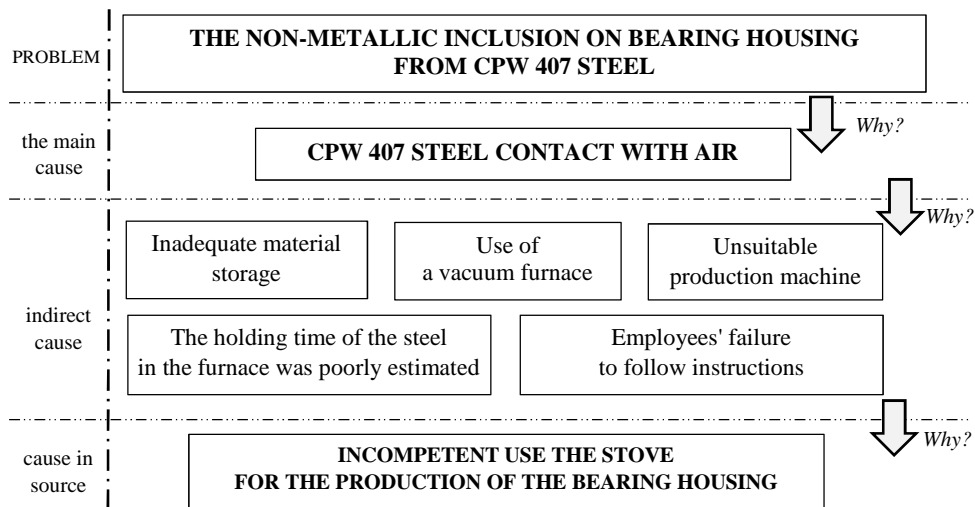 PROBLEM
THE NON-METALLIC INCLUSION ON BEARING HOUSING
FROM CPW 407 STEEL
Why?
the main
cause
CPW 407 STEEL CONTACT WITH AIR
Why?
indirect
cause
Inadequate material
storage
Use of
a vacuum furnace
Unsuitable
production machine
The holding time of the steel
in the furnace was poorly estimated
Employees' failure
to follow instructions
Why?
cause in
source
INCOMPETENT USE THE STOVE
FOR THE PRODUCTION OF THE BEARING HOUSING